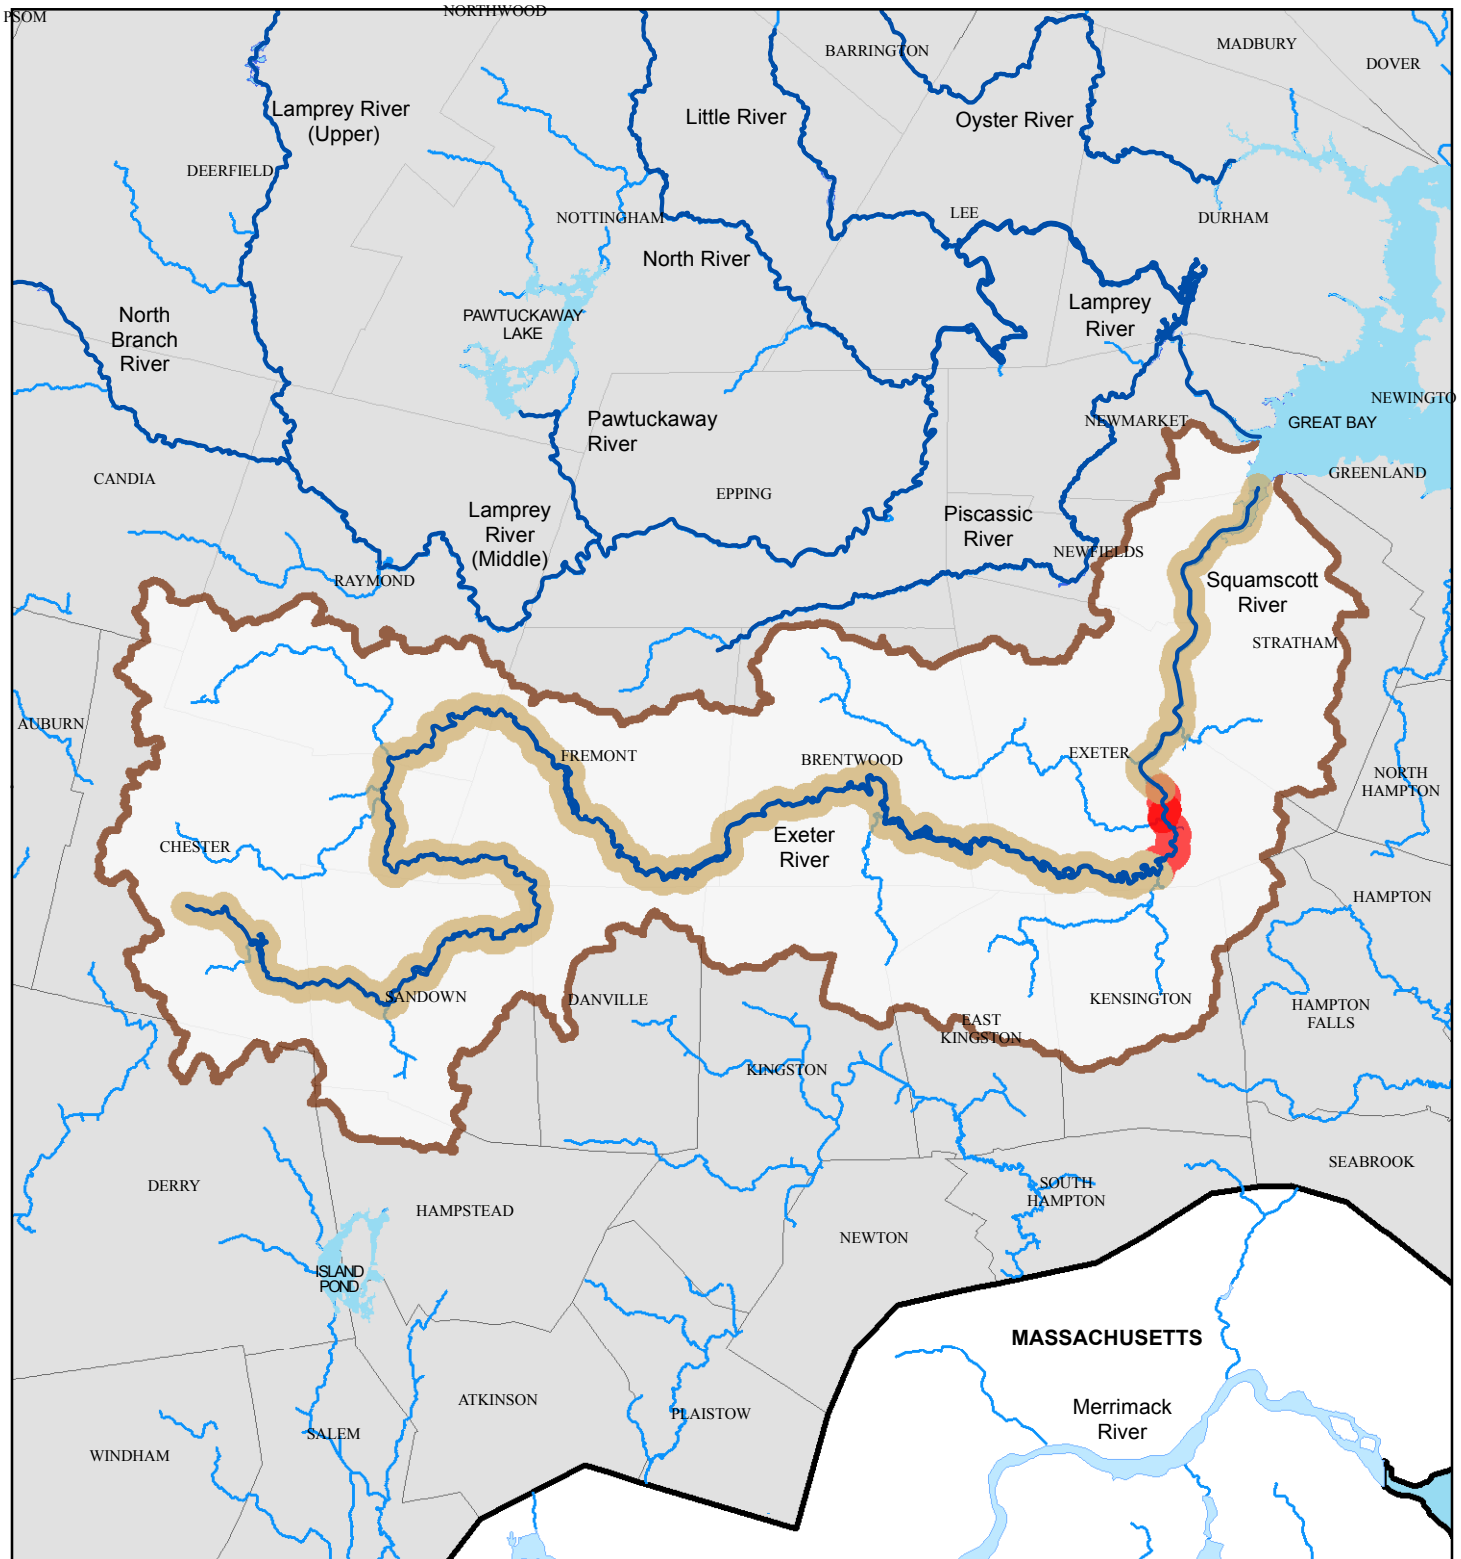 PSOM
NORTHWOOD
BARRINGTON
MADBURY
DOVER
Lamprey River
(Upper)
Little River
Oyster River
DEERFIELD
NOTTINGHAM
LEE
DURHAM
North River
North
Branch
River
PAWTUCKAWAY
LAKE
Lamprey
River
NEWINGTO
Pawtuckaway
River
NEWMARKET
GREAT BAY
CANDIA
EPPING
GREENLAND
Lamprey
River
(Middle)
Piscassic
River
NEWFIELDS
RAYMOND
Squamscott
River
STRATHAM
AUBURN
FREMONT
BRENTWOOD
EXETER
NORTH
HAMPTON
CHESTER
Exeter
River
HAMPTON
SANDOWN
DANVILLE
KENSINGTON
HAMPTON
FALLS
EAST
KINGSTON
KINGSTON
SEABROOK
DERRY
SOUTH
HAMPTON
HAMPSTEAD
NEWTON
ISLAND
POND
MASSACHUSETTS
ATKINSON
PLAISTOW
Merrimack
River
SALEM
WINDHAM